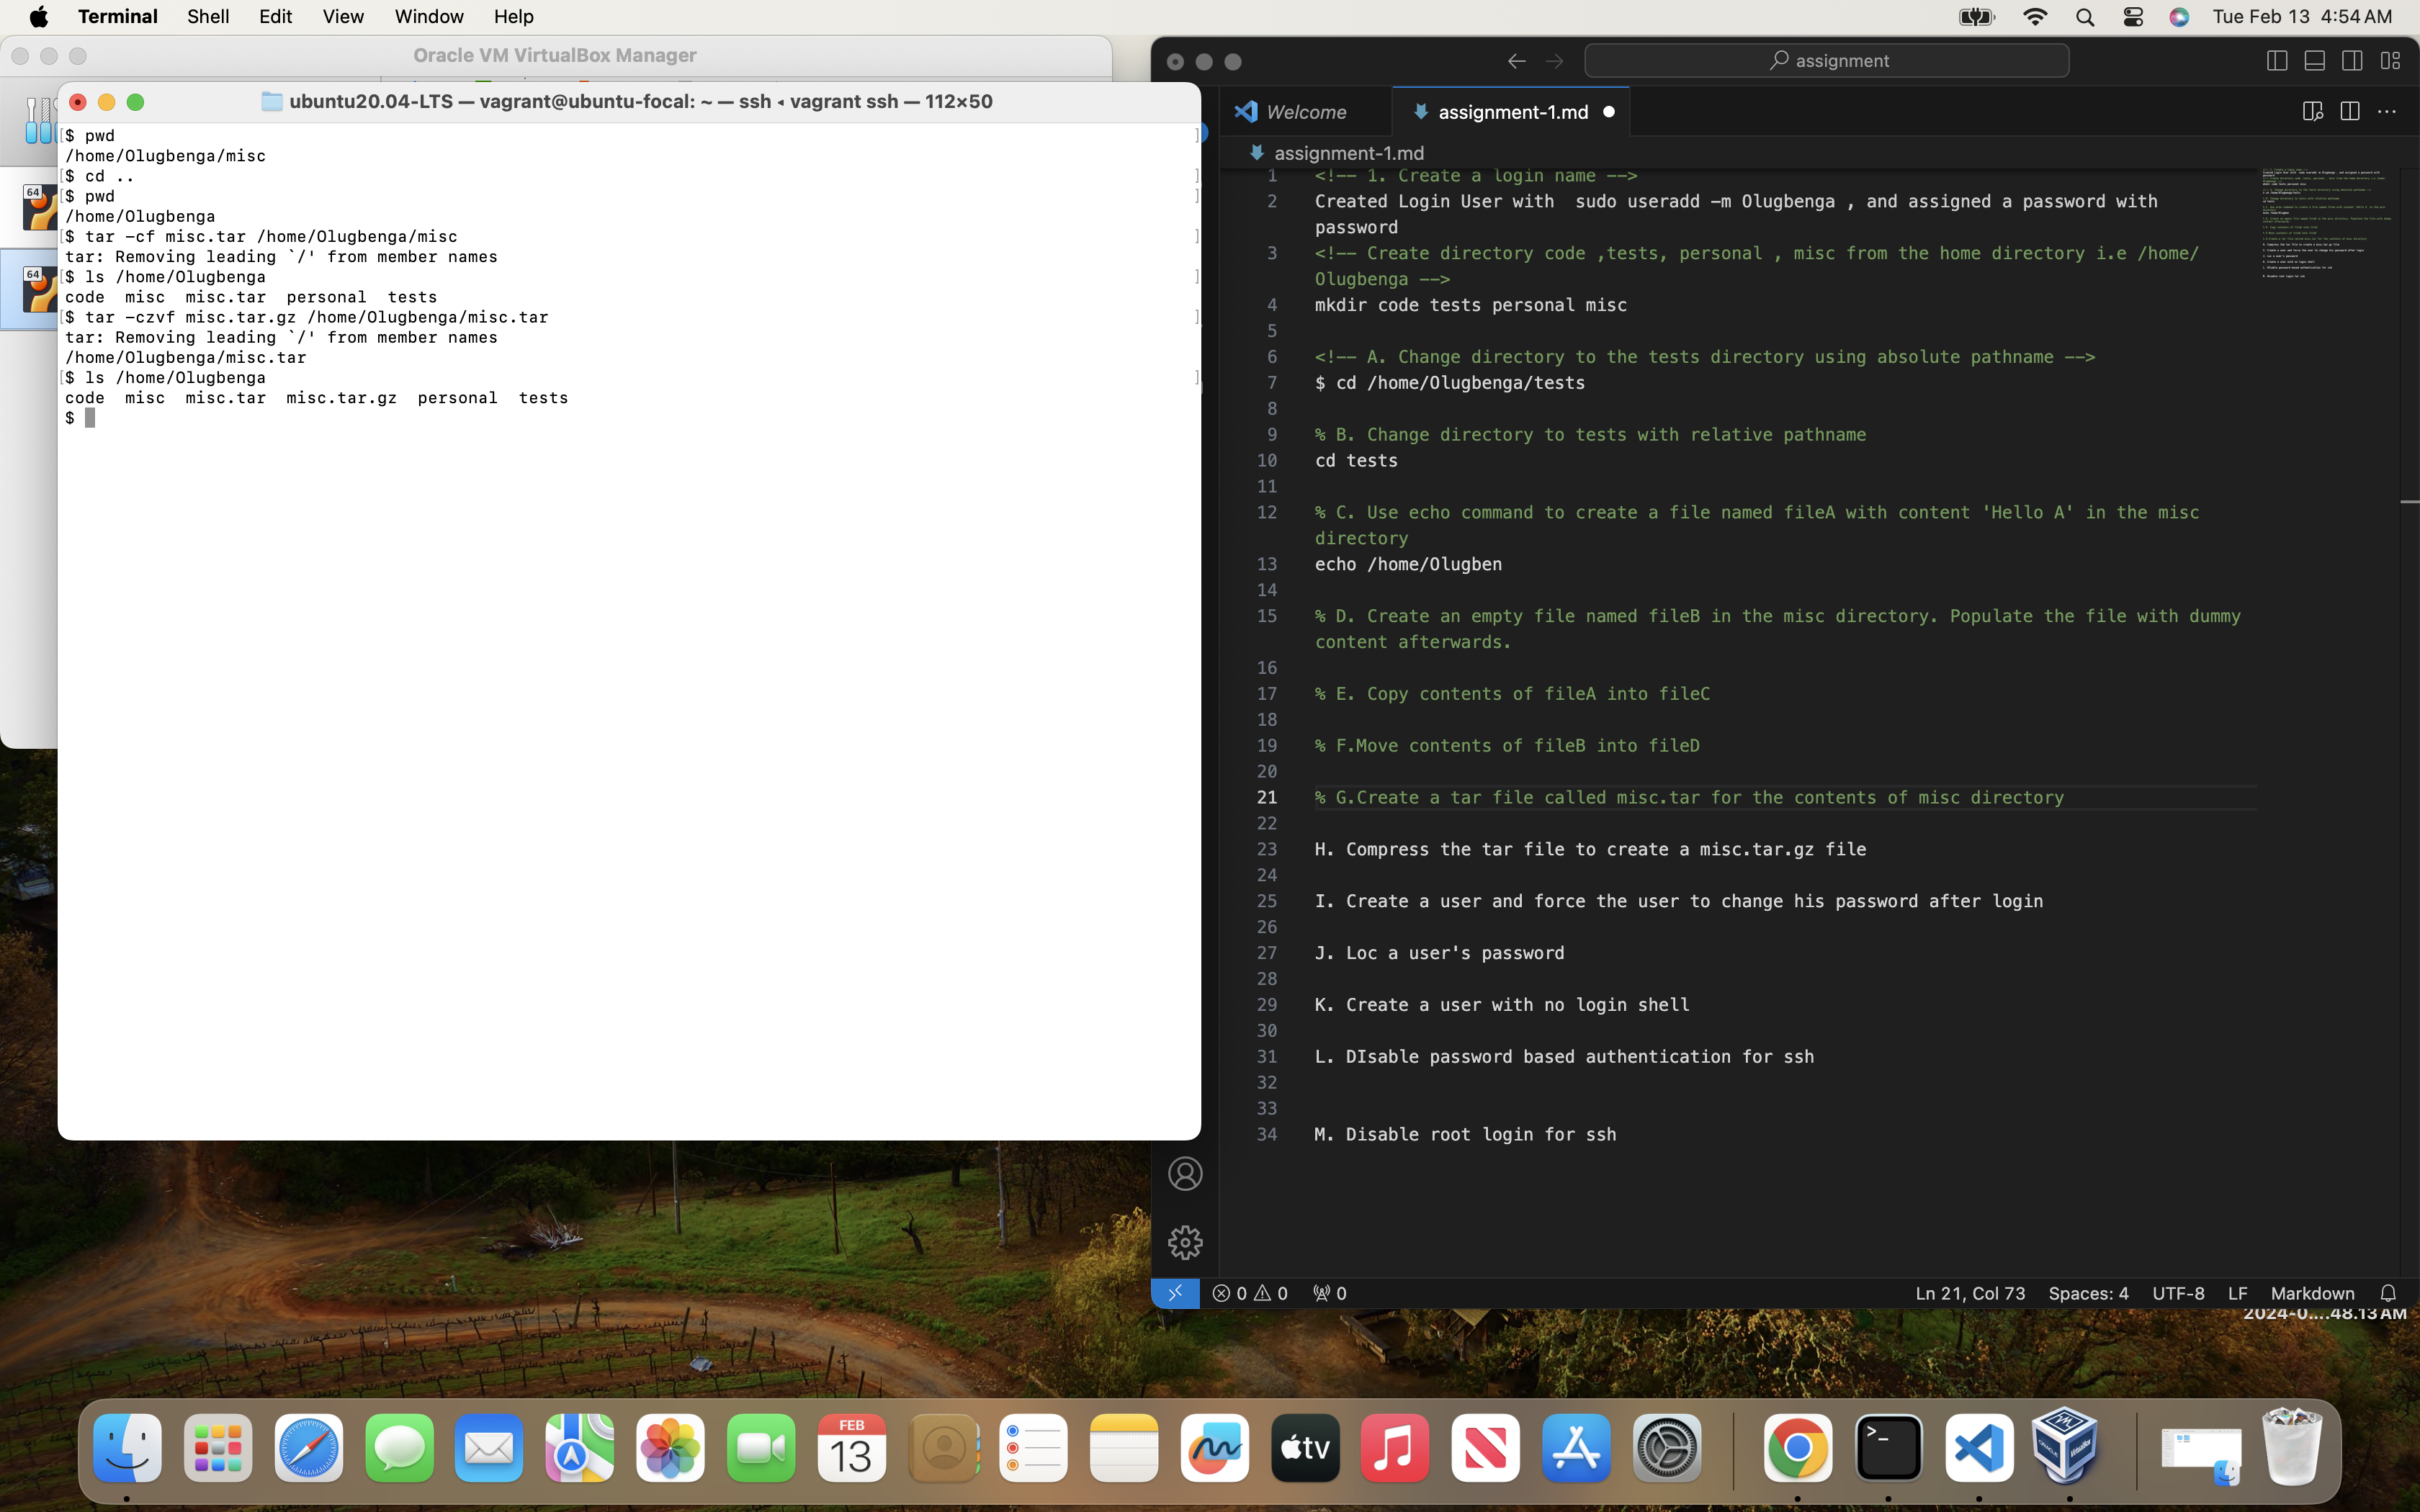 Terminal Shell Edit View Window Help
Tue Feb 13 4:54 AM
Oracle VM VirtualBox Manager
64
64
ubuntu20.04-LTS — vagrant@ubuntu-focal: ~ — ssh ◂ vagrant ssh — 112×50
[$ pwd ]
/home/Olugbenga/misc
[$ cd .. ]
[$ pwd ]
/home/Olugbenga
[$ tar -cf misc.tar /home/Olugbenga/misc ]
tar: Removing leading `/' from member names
[$ ls /home/Olugbenga ]
code  misc  misc.tar  personal  tests
[$ tar -czvf misc.tar.gz /home/Olugbenga/misc.tar ]
tar: Removing leading `/' from member names
/home/Olugbenga/misc.tar
[$ ls /home/Olugbenga ]
code  misc  misc.tar  misc.tar.gz  personal  tests
$
assignment
Welcome
assignment-1.md
assignment-1.md
1 <!-- 1. Create a login name -->
2 Created Login User with  sudo useradd -m Olugbenga , and assigned a password with
password
3 <!-- Create directory code ,tests, personal , misc from the home directory i.e /home/
Olugbenga -->
4 mkdir code tests personal misc
5
6 <!-- A. Change directory to the tests directory using absolute pathname -->
7 $ cd /home/Olugbenga/tests
8
9 % B. Change directory to tests with relative pathname
10 cd tests
11
12 % C. Use echo command to create a file named fileA with content 'Hello A' in the misc
directory
13 echo /home/Olugben
14
15 % D. Create an empty file named fileB in the misc directory. Populate the file with dummy
content afterwards.
16
17 % E. Copy contents of fileA into fileC
18
19 % F.Move contents of fileB into fileD
20
21 % G.Create a tar file called misc.tar for the contents of misc directory
22
23 H. Compress the tar file to create a misc.tar.gz file
24
25 I. Create a user and force the user to change his password after login
26
27 J. Loc a user's password
28
29 K. Create a user with no login shell
30
31 L. DIsable password based authentication for ssh
32
33
34 M. Disable root login for ssh
0 0 0
Ln 21, Col 73 Spaces: 4 UTF-8 LF Markdown
2024-0....48.13 AM
FEB
13
tv
>_